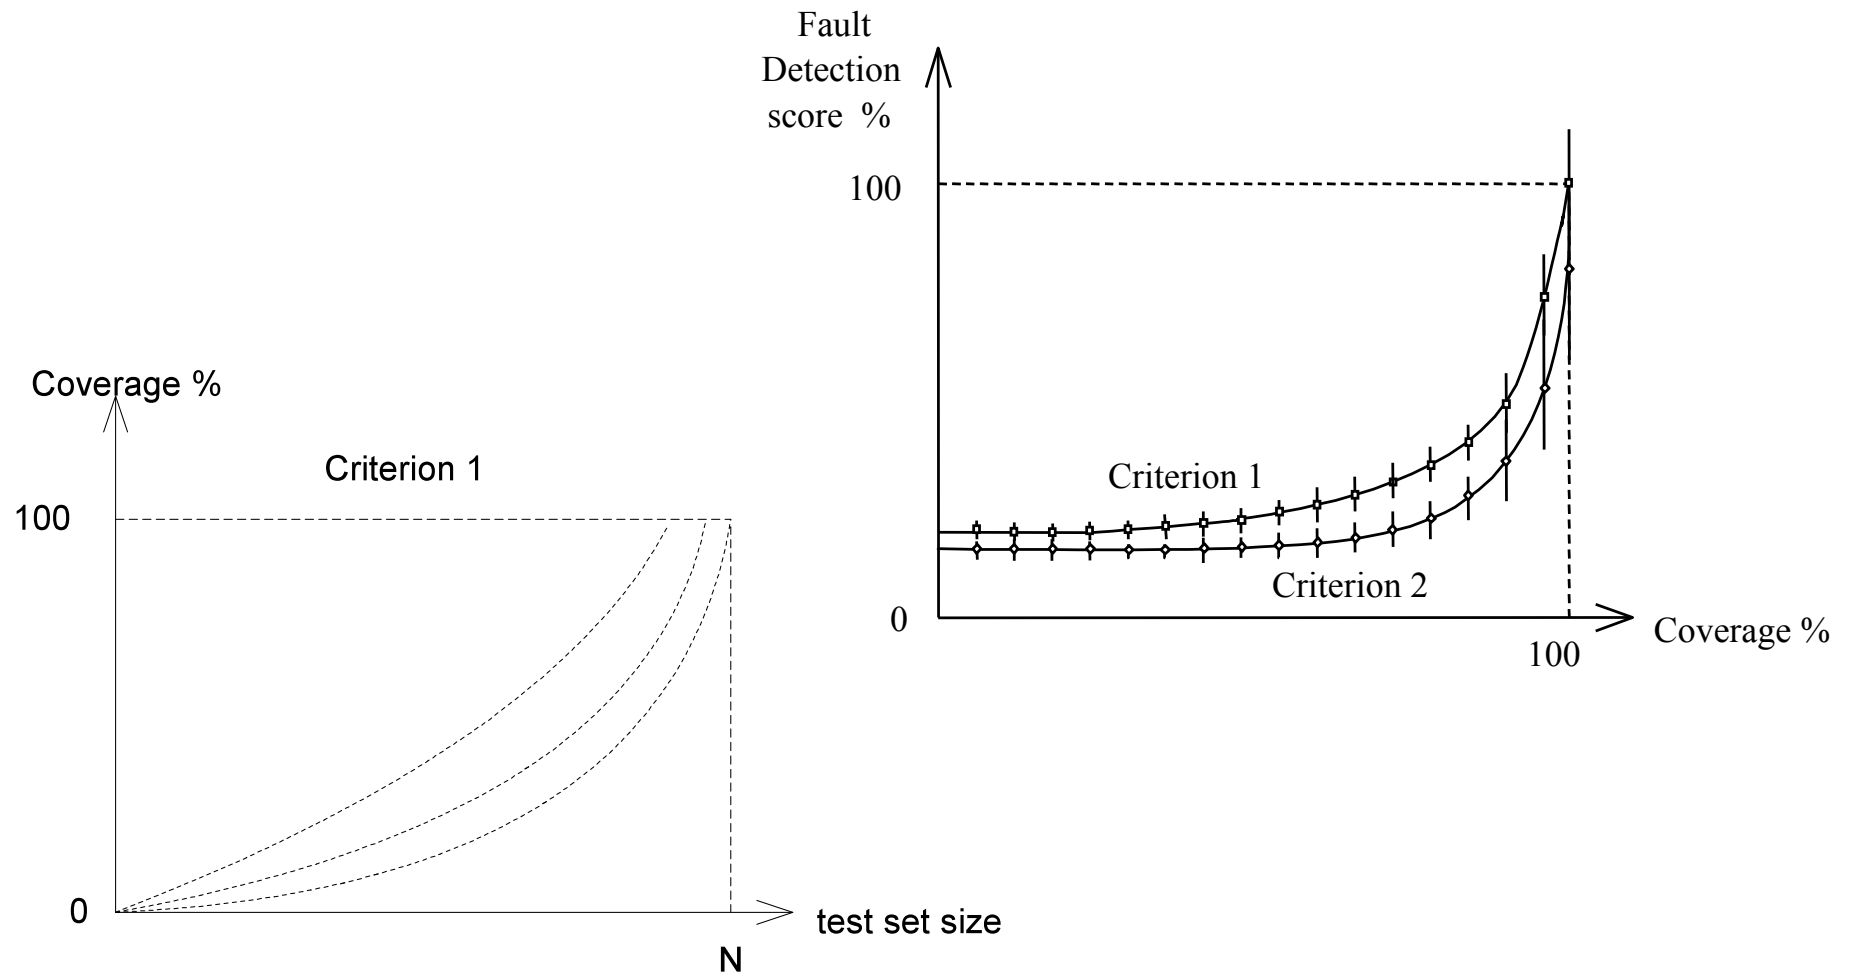 Fault
Detection
score %
100
Criterion 1
Criterion 2
0
Coverage %
100
Coverage %
Criterion 1
100
0
test set size
N